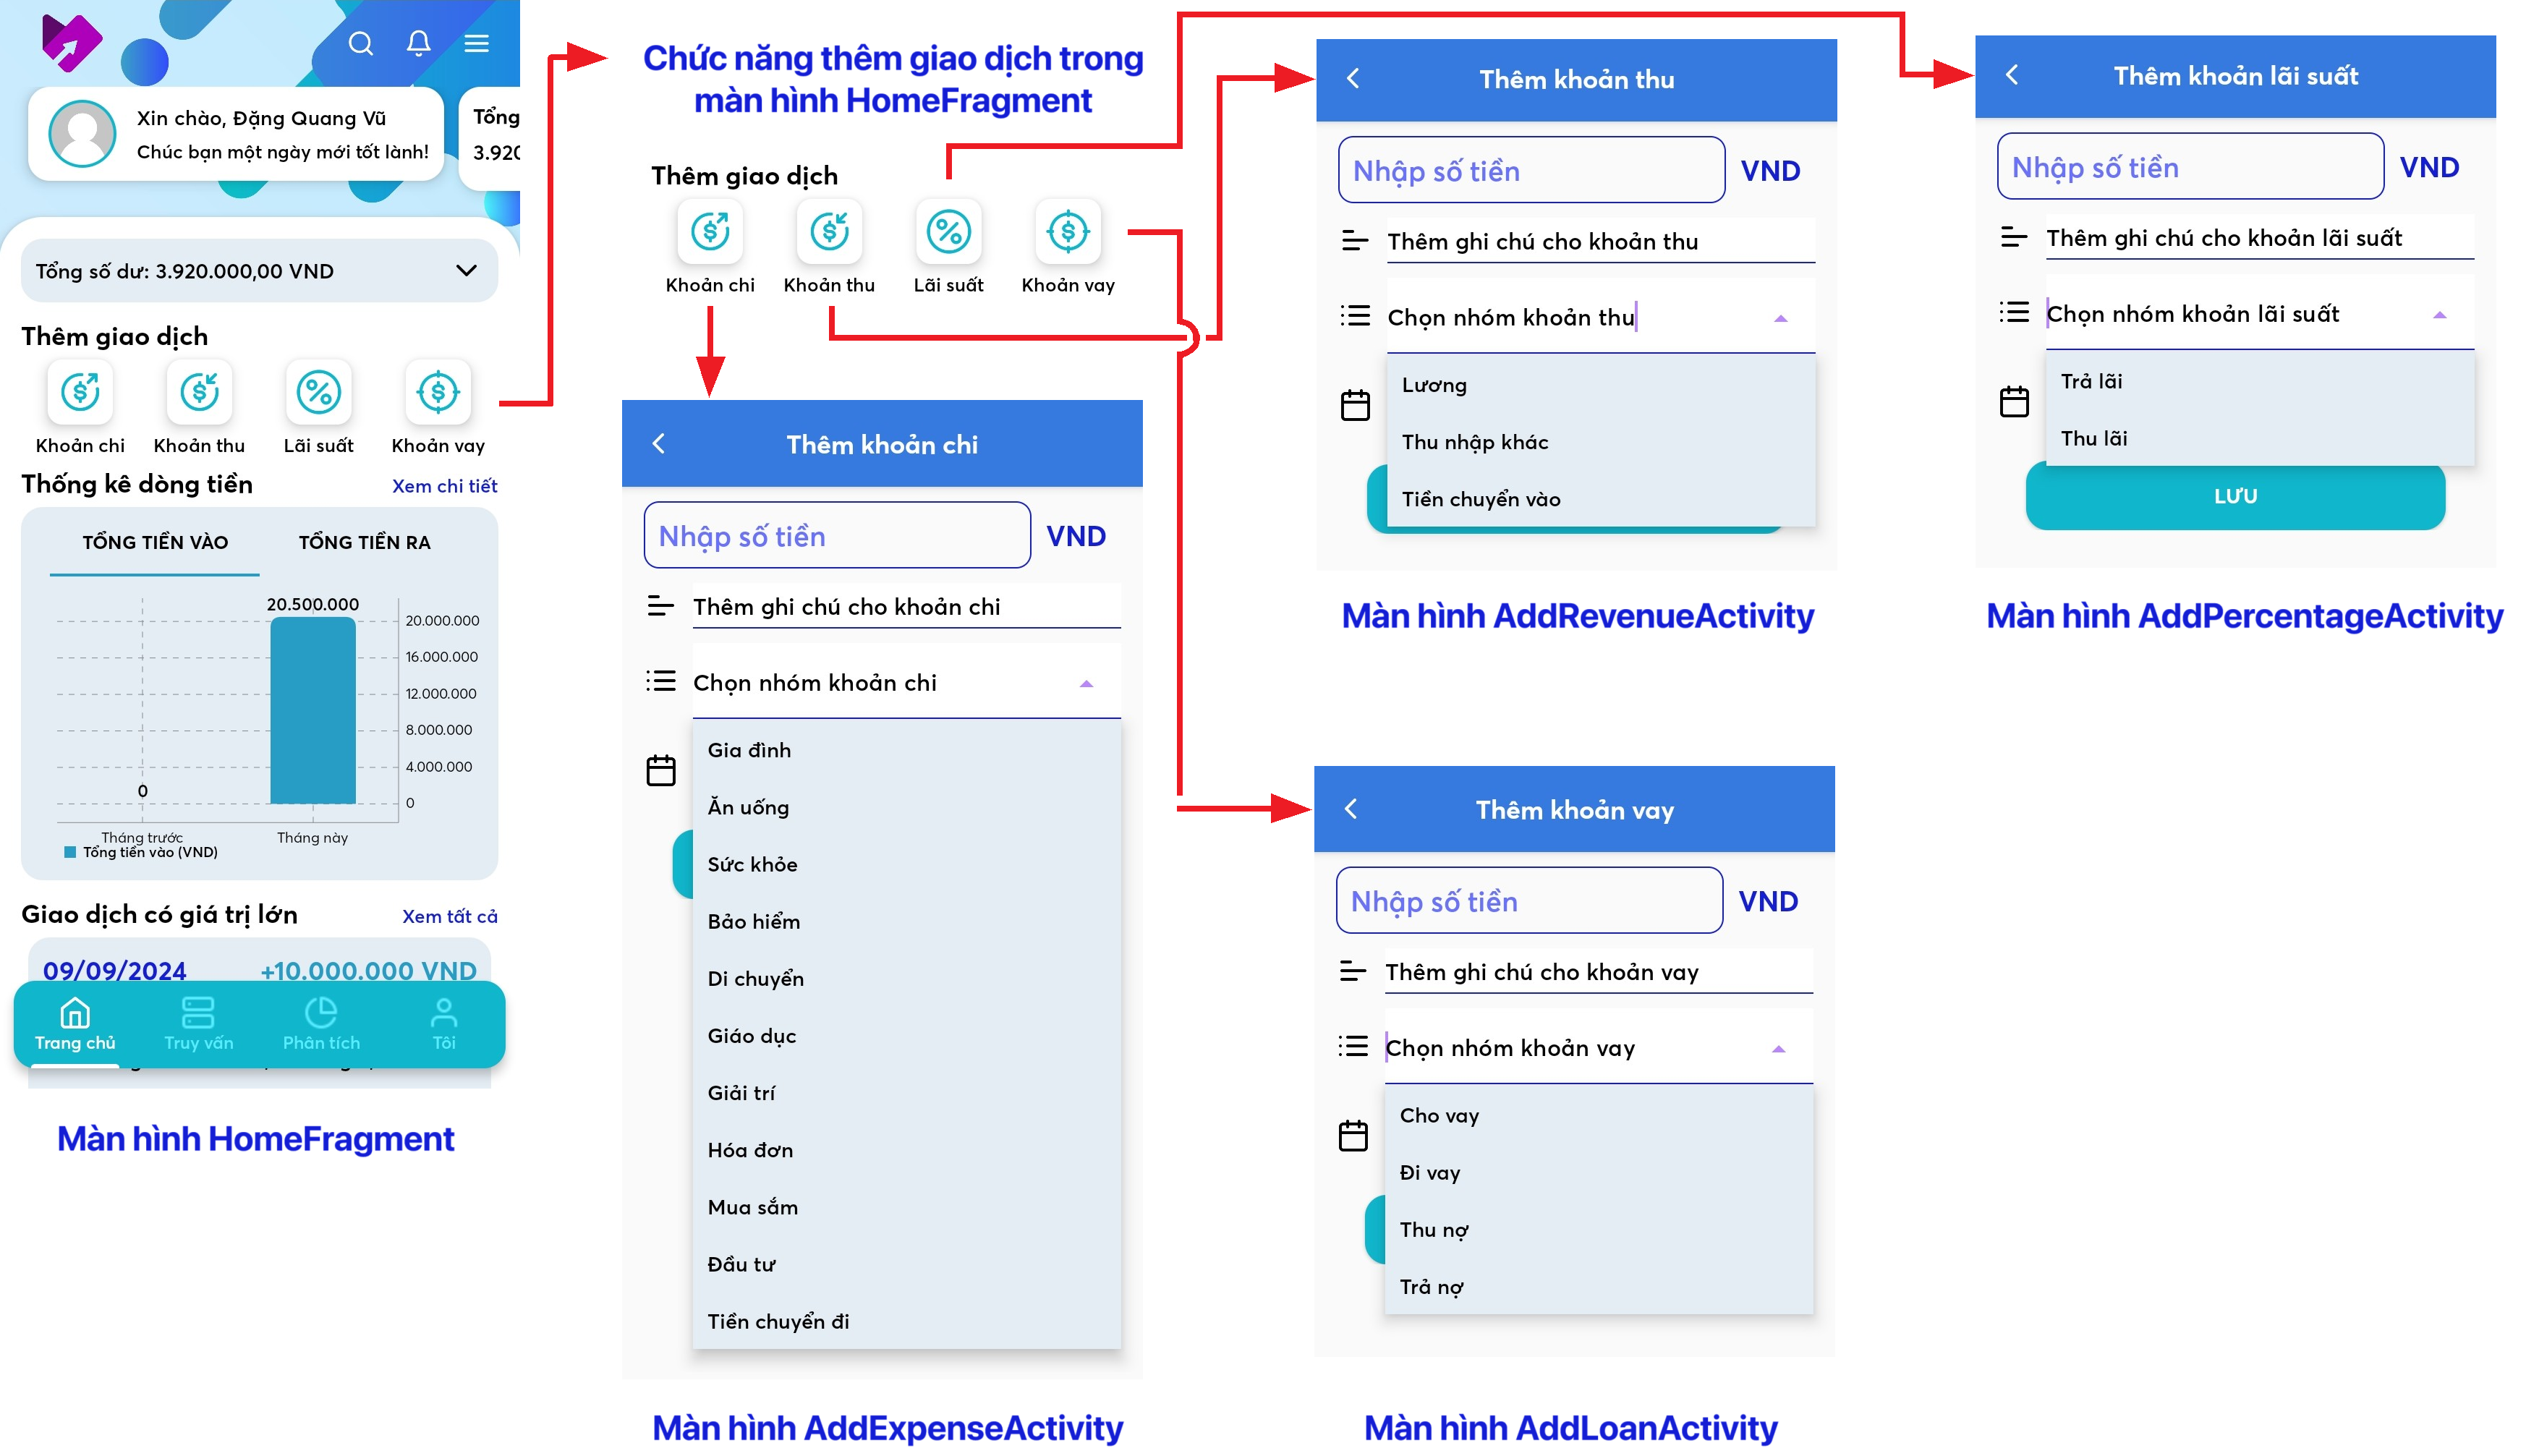 Xin chào, Đặng Quang Vũ
Chúc bạn một ngày mới tốt lành!
Tổng
3.920
Tổng số dư: 3.920.000,00 VND
Thêm giao dịch
Khoản chi
Khoản thu
Lãi suất
Khoản vay
Thống kê dòng tiền
Xem chi tiết
TỔNG TIỀN VÀO
TỔNG TIỀN RA
20.500.000
20.000.000
16.000.000
12.000.000
8.000.000
4.000.000
0
0
Tháng trước
Tháng này
Tổng tiền vào (VND)
Giao dịch có giá trị lớn
Xem tất cả
09/09/2024
+10.000.000 VND
Trang chủ
Truy vấn
Phân tích
Tôi
Màn hình HomeFragment
Chức năng thêm giao dịch trong
màn hình HomeFragment
Thêm giao dịch
Khoản chi
Khoản thu
Lãi suất
Khoản vay
Thêm khoản chi
Nhập số tiền
VND
Thêm ghi chú cho khoản chi
Chọn nhóm khoản chi
Gia đình
Ăn uống
Sức khỏe
Bảo hiểm
Di chuyển
Giáo dục
Giải trí
Hóa đơn
Mua sắm
Đầu tư
Tiền chuyển đi
Màn hình AddExpenseActivity
Thêm khoản thu
Nhập số tiền
VND
Thêm ghi chú cho khoản thu
Chọn nhóm khoản thu
Lương
Thu nhập khác
Tiền chuyển vào
Màn hình AddRevenueActivity
Thêm khoản vay
Nhập số tiền
VND
Thêm ghi chú cho khoản vay
Chọn nhóm khoản vay
Cho vay
Đi vay
Thu nợ
Trả nợ
Màn hình AddLoanActivity
Thêm khoản lãi suất
Nhập số tiền
VND
Thêm ghi chú cho khoản lãi suất
Chọn nhóm khoản lãi suất
Trả lãi
Thu lãi
LƯU
Màn hình AddPercentageActivity